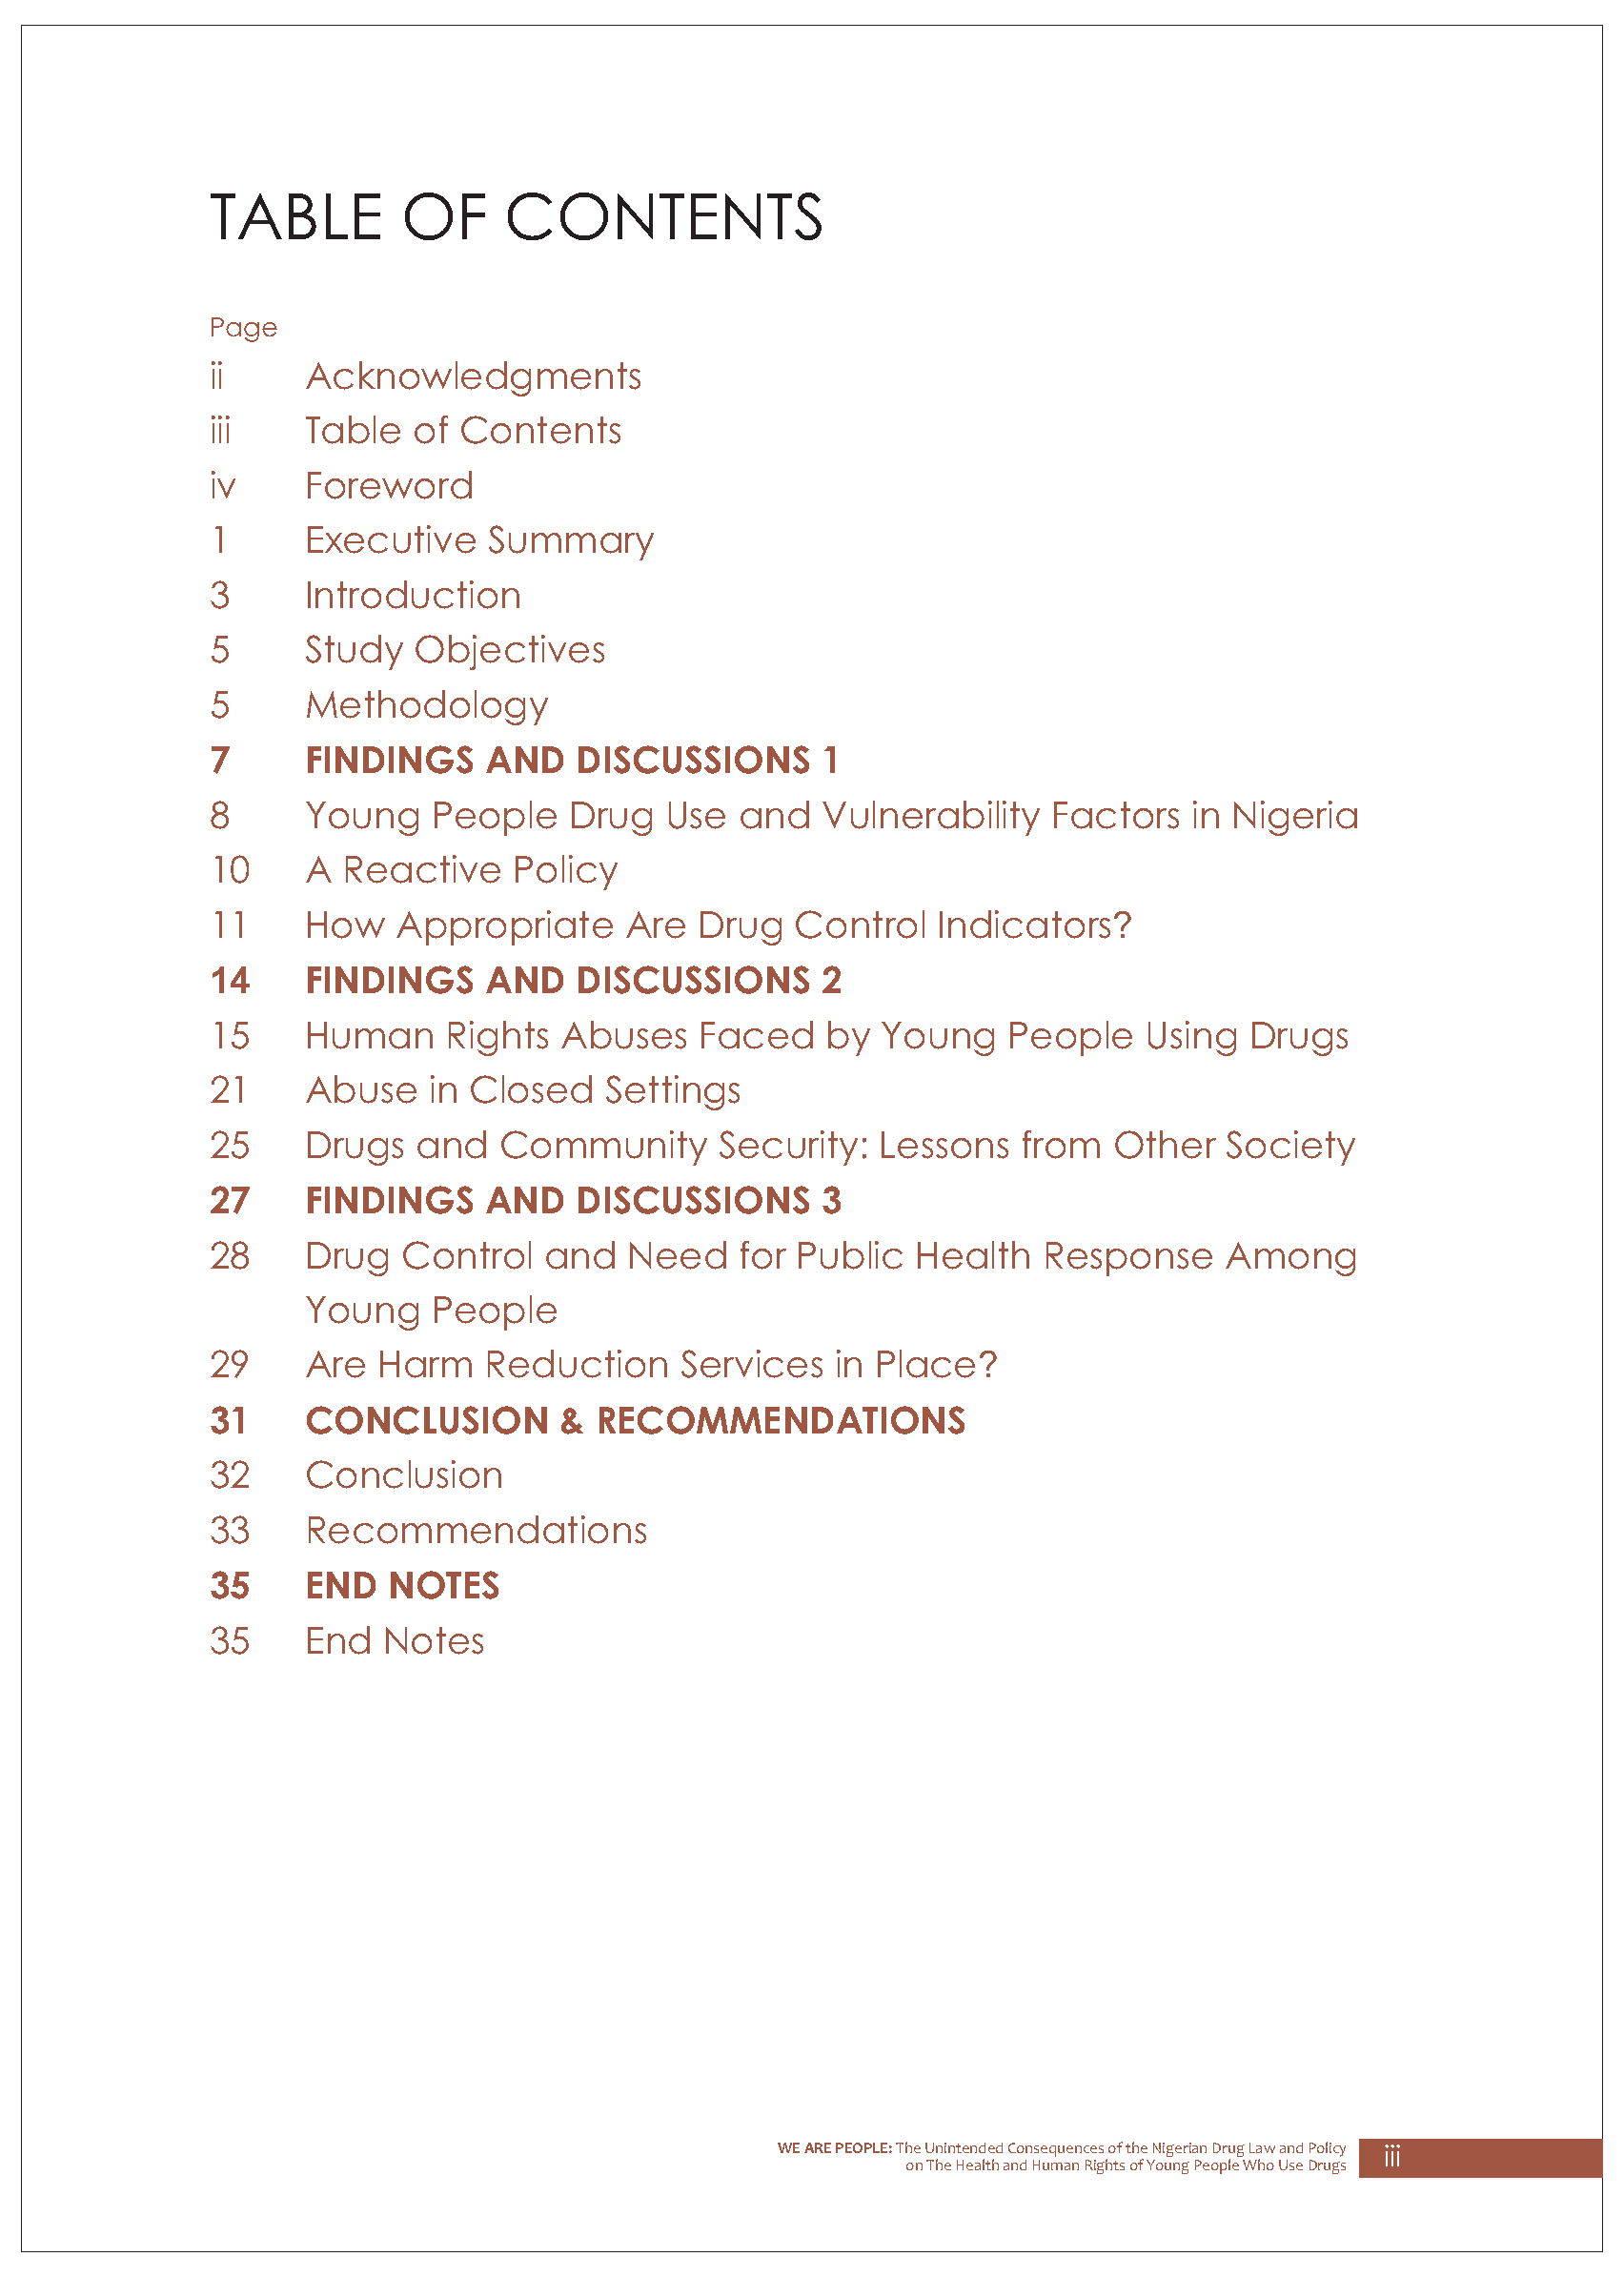 TABLE OF CONTENTS
Page
ii Acknowledgments
iii Table of Contents
iv Foreword
1 Executive Summary
3 Introduction
5 Study Objectives
5 Methodology
7 FINDINGS AND DISCUSSIONS 1
8 Young People Drug Use and Vulnerability Factors in Nigeria
10 A Reactive Policy
11 How Appropriate Are Drug Control Indicators?
14 FINDINGS AND DISCUSSIONS 2
15 Human Rights Abuses Faced by Young People Using Drugs
21 Abuse in Closed Settings
25 Drugs and Community Security: Lessons from Other Society
27 FINDINGS AND DISCUSSIONS 3
28 Drug Control and Need for Public Health Response Among
Young People
29 Are Harm Reduction Services in Place?
31 CONCLUSION & RECOMMENDATIONS
32 Conclusion
33 Recommendations
35 END NOTES
35 End Notes
WE ARE PEOPLE: The Unintended Consequences of the Nigerian Drug Law and Policy
on The Health and Human Rights of Young People Who Use Drugs
iii